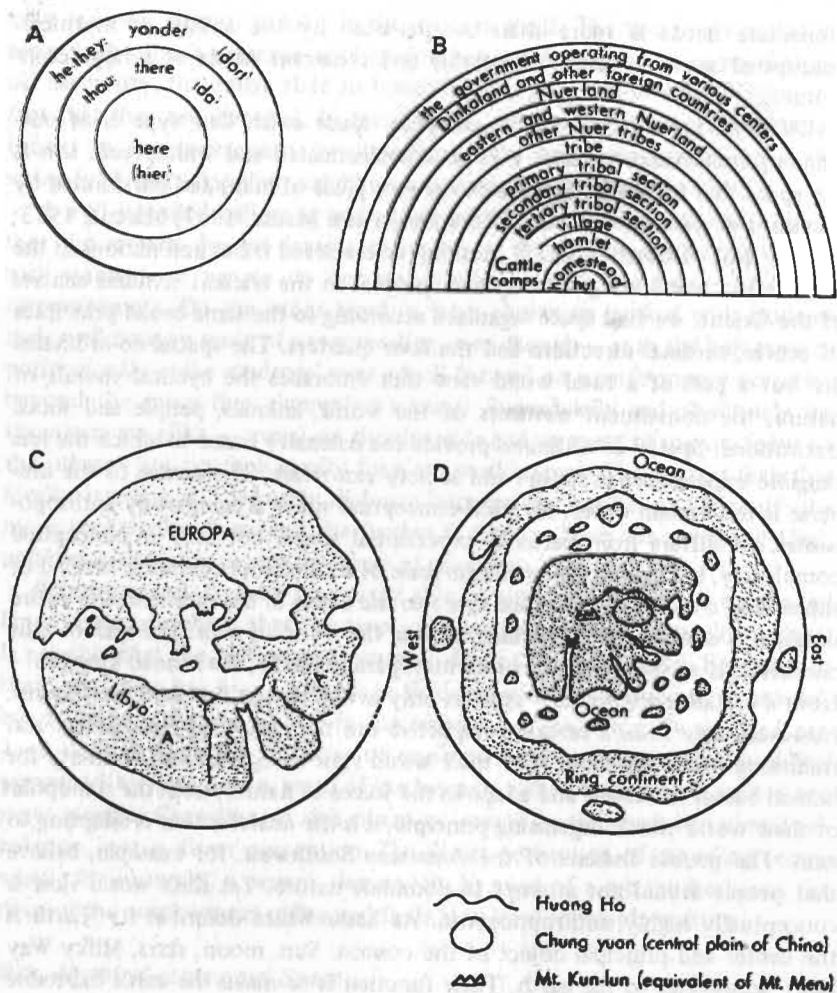 A
yonder
(dort)
he they
thou
there
(da)
I
here
(hier)
B
the government operating from various centers
Dinkaland and other foreign countries
Nuerland
eastern and western Nuerland
other Nuer tribes
tribe
primary tribal section
secondary tribal section
tertiary tribal section
village
hamlet
homestead
hut
Cattle
camps
C
EUROPA
Libya
A
S
I
A
D
Ocean
West
East
Ocean
Ring continent
Huang Ho
Chung yuan (central plain of China)
Mt. Kun-lun (equivalent of Mt. Meru)